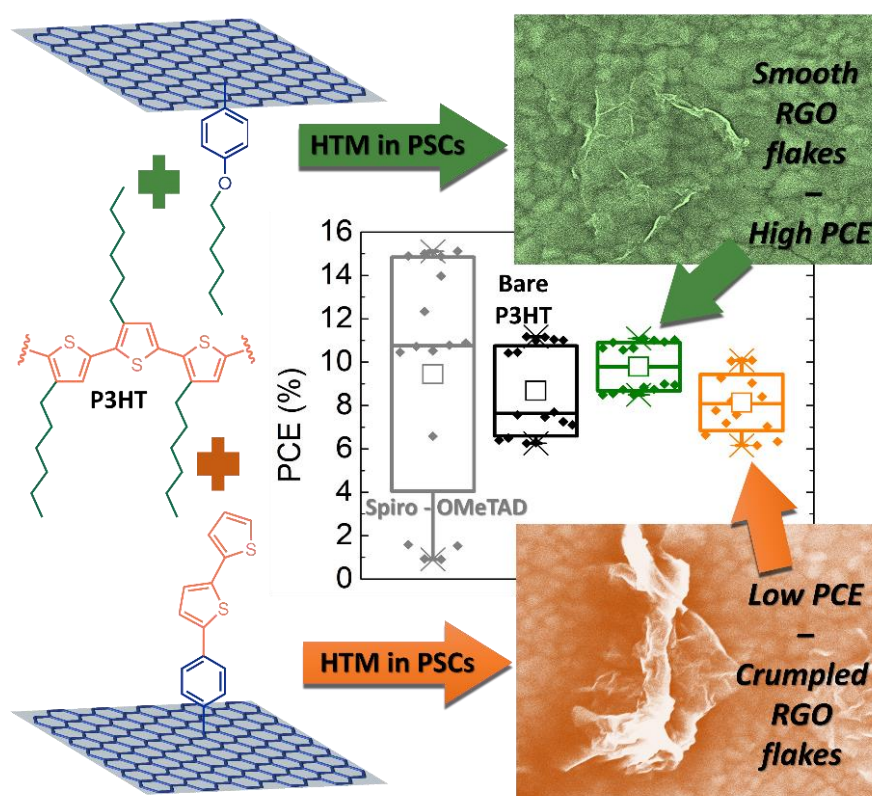 HTM in PSCs
Smooth
RGO
flakes
–
High PCE
O
S
S
S
P3HT
PCE (%)
16
14
12
10
8
6
4
2
0
Bare
P3HT
Spiro - OMeTAD
S
S
HTM in PSCs
Low PCE
–
Crumpled
RGO
flakes